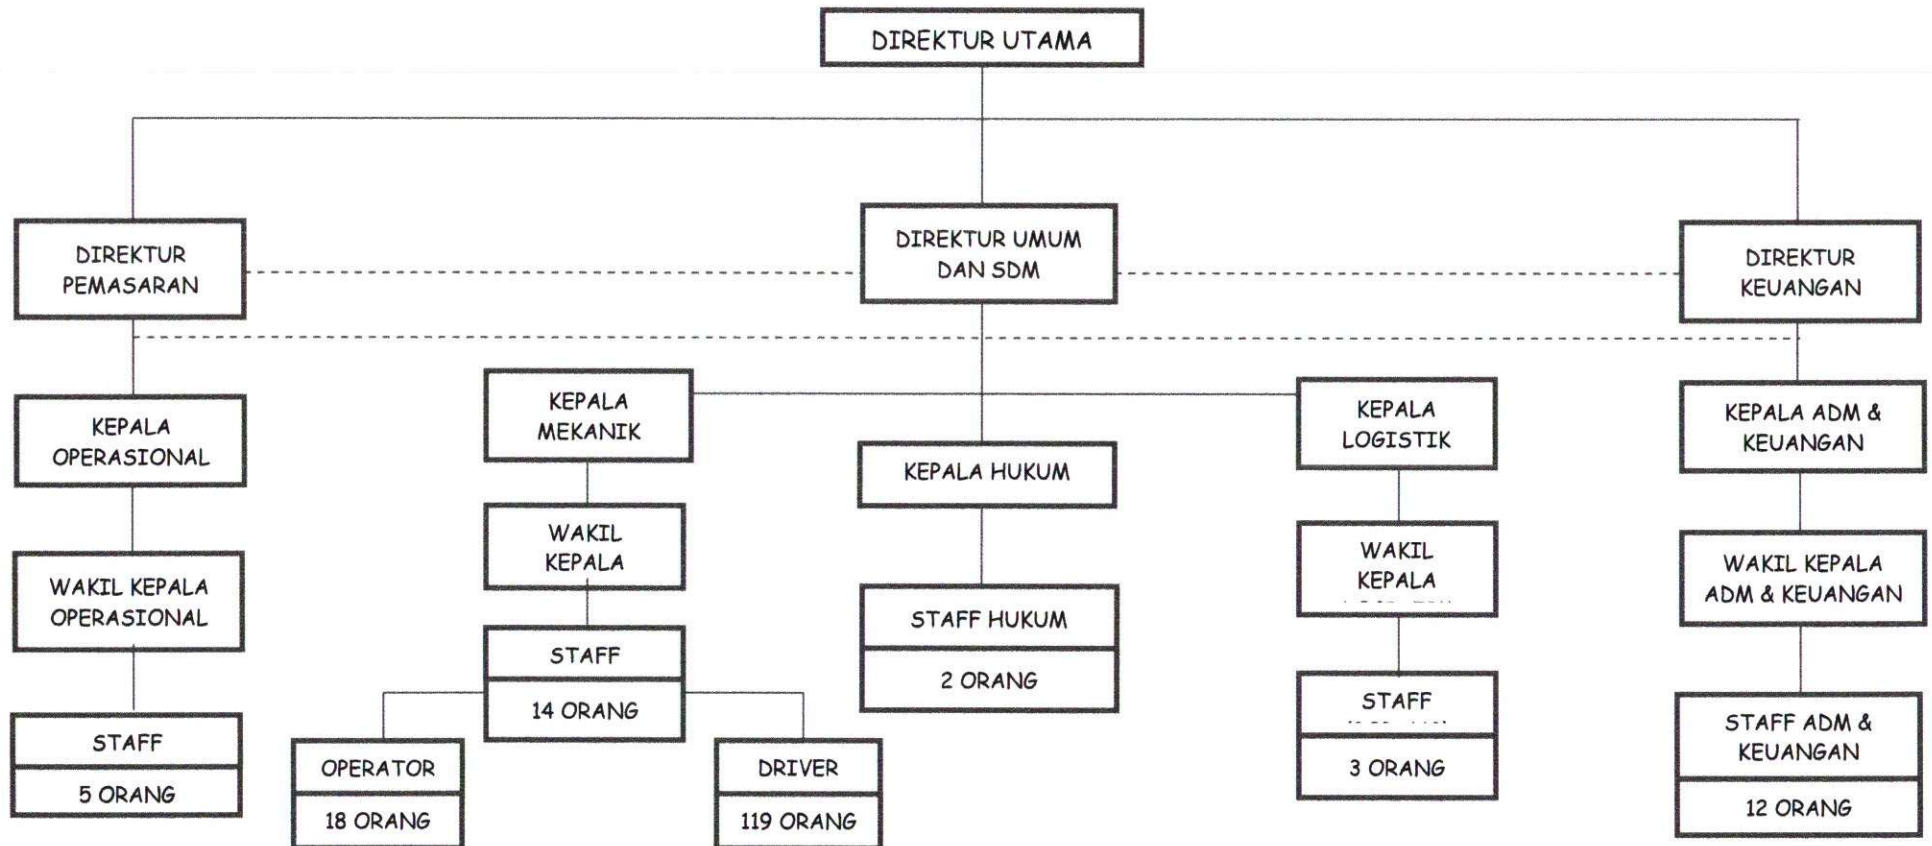 DIREKTUR UTAMA
DIREKTUR
PEMASARAN
DIREKTUR UMUM
DAN SDM
DIREKTUR
KEUANGAN
KEPALA
OPERASIONAL
KEPALA
MEKANIK
KEPALA HUKUM
KEPALA
LOGISTIK
KEPALA ADM &
KEUANGAN
WAKIL KEPALA
OPERASIONAL
WAKIL
KEPALA
WAKIL
KEPALA
WAKIL KEPALA
ADM & KEUANGAN
STAFF
5 ORANG
STAFF
14 ORANG
OPERATOR
18 ORANG
DRIVER
119 ORANG
STAFF HUKUM
2 ORANG
STAFF
3 ORANG
STAFF ADM &
KEUANGAN
12 ORANG